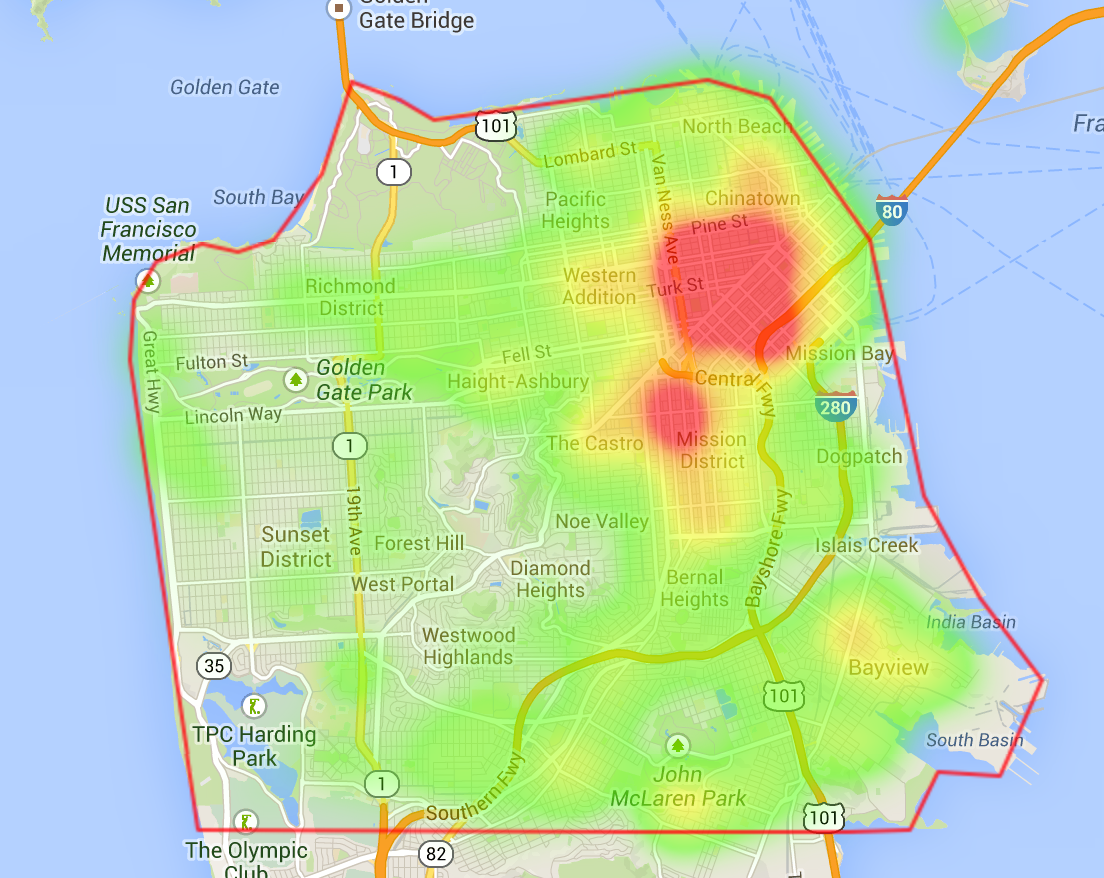 Golden
Gate Bridge
Golden Gate
101
North Beach
Fra
Lombard St
1
Van Ness Ave
South Bay
USS San
Francisco
Memorial
Pacific
Heights
Chinatown
80
Pine St
Richmond
District
Western
Addition
Turk St
Great Hwy
Fulton St
Golden
Gate Park
Fell St
Haight-Ashbury
Mission Bay
Central
Fwy
280
Lincoln Way
1
The Castro
Mission
District
Dogpatch
19th Ave
Noe Valley
Sunset
District
Forest Hill
Bayshore Fwy
Islais Creek
West Portal
Diamond
Heights
Bernal
Heights
India Basin
Westwood
Highlands
35
Bayview
101
TPC Harding
Park
South Basin
John
McLaren Park
1
Southern Fwy
101
The Olympic
Club
82